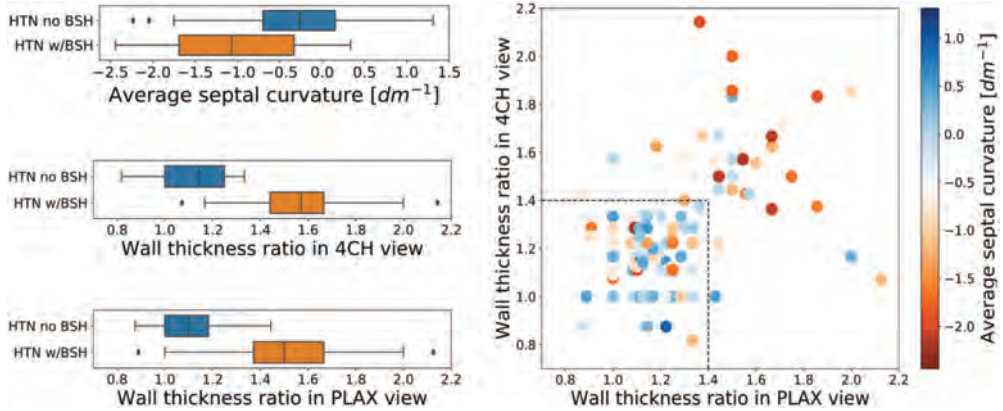 HTN no BSH
HTN w/BSH
−2.5 −2.0 −1.5 −1.0 −0.5 0.0 0.5 1.0 1.5
Average septal curvature [dm⁻¹]
HTN no BSH
HTN w/BSH
0.8 1.0 1.2 1.4 1.6 1.8 2.0 2.2
Wall thickness ratio in 4CH view
HTN no BSH
HTN w/BSH
0.8 1.0 1.2 1.4 1.6 1.8 2.0 2.2
Wall thickness ratio in PLAX view
Wall thickness ratio in 4CH view
2.2
2.0
1.8
1.6
1.4
1.2
1.0
0.8
0.8 1.0 1.2 1.4 1.6 1.8 2.0 2.2
Wall thickness ratio in PLAX view
1.0
0.5
0.0
−0.5
−1.0
−1.5
−2.0
Average septal curvature [dm⁻¹]